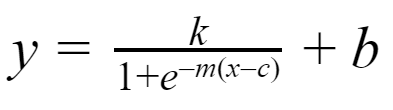 y = k / (1+e^{−m(x−c)}) + b